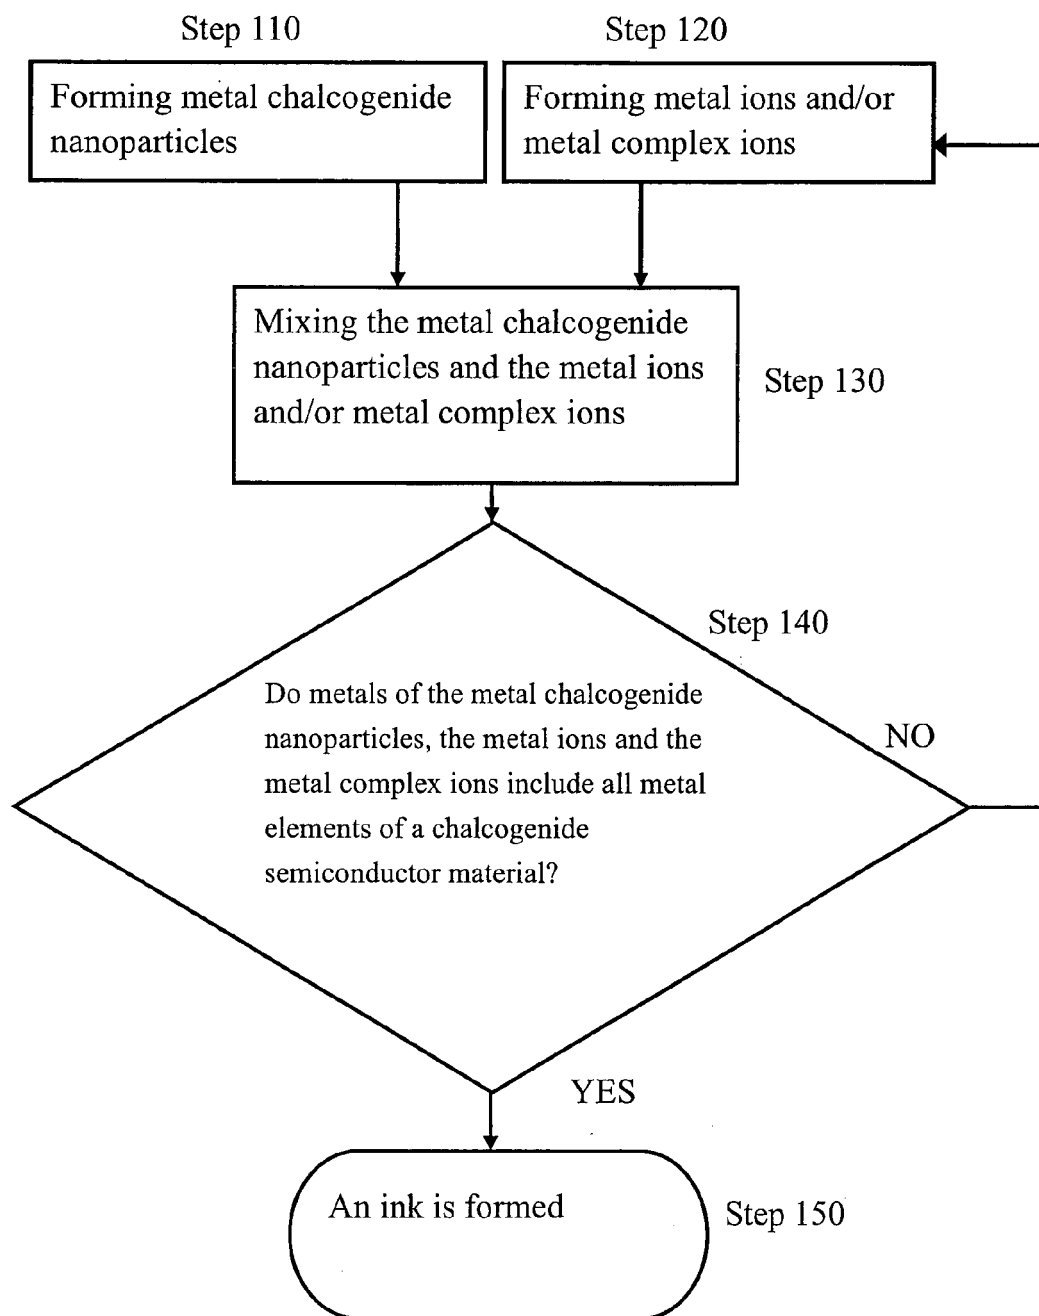 Step 110
Step 120
Forming metal chalcogenide
nanoparticles
Forming metal ions and/or
metal complex ions
Mixing the metal chalcogenide
nanoparticles and the metal ions
and/or metal complex ions
Step 130
Step 140
Do metals of the metal chalcogenide
nanoparticles, the metal ions and the
metal complex ions include all metal
elements of a chalcogenide
semiconductor material?
NO
YES
An ink is formed
Step 150